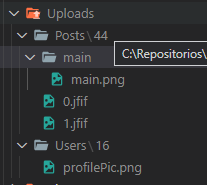 Uploads
Posts \ 44
main
C:\Repositorios\
main.png
0.jfif
1.jfif
Users \ 16
profilePic.png